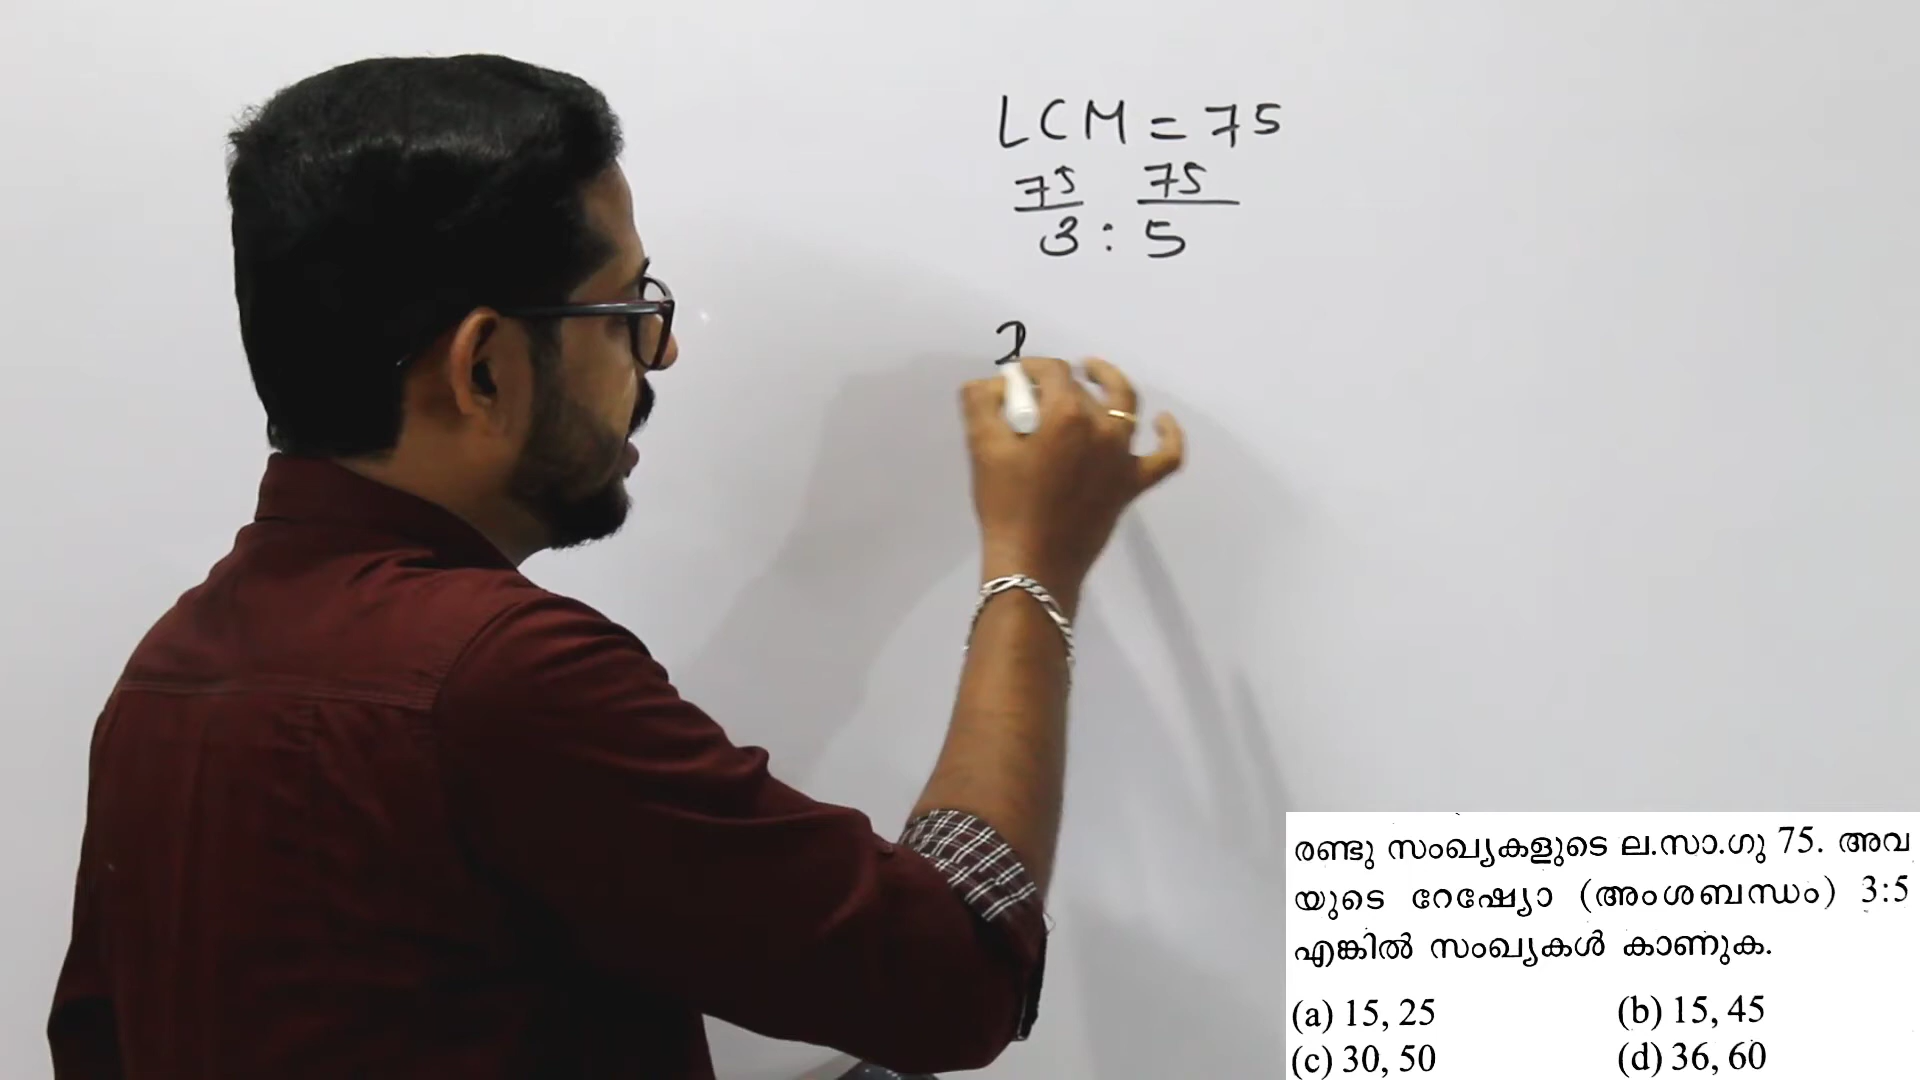 LCM = 75
75 75
3 : 5
2
രണ്ടു സംഖ്യകളുടെ ല.സാ.ഗു 75. അവ
യുടെ റേഷ്യോ (അംശബന്ധം) 3:5
എങ്കിൽ സംഖ്യകൾ കാണുക.
(a) 15, 25 (b) 15, 45
(c) 30, 50 (d) 36, 60